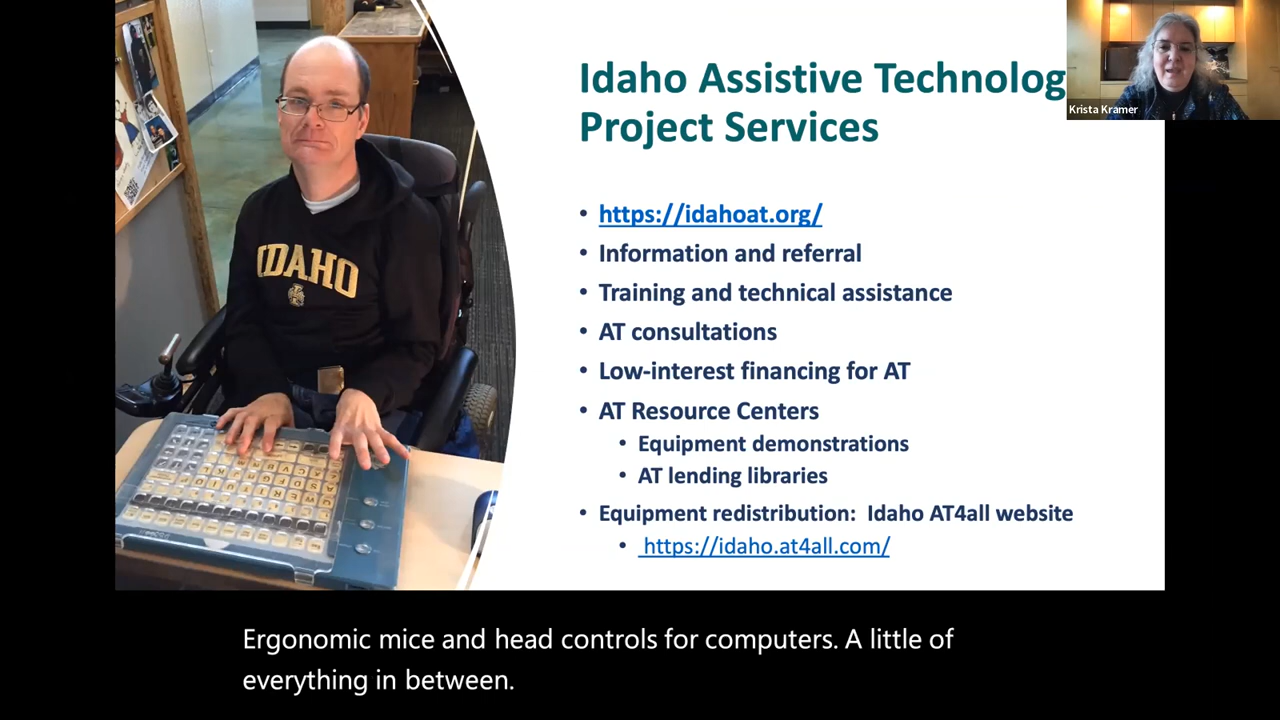 Idaho Assistive Technolog
Project Services
Krista Kramer
• https://idahoat.org/
• Information and referral
• Training and technical assistance
• AT consultations
• Low-interest financing for AT
• AT Resource Centers
• Equipment demonstrations
• AT lending libraries
• Equipment redistribution: Idaho AT4all website
• https://idaho.at4all.com/
IDAHO
Ergonomic mice and head controls for computers. A little of
everything in between.